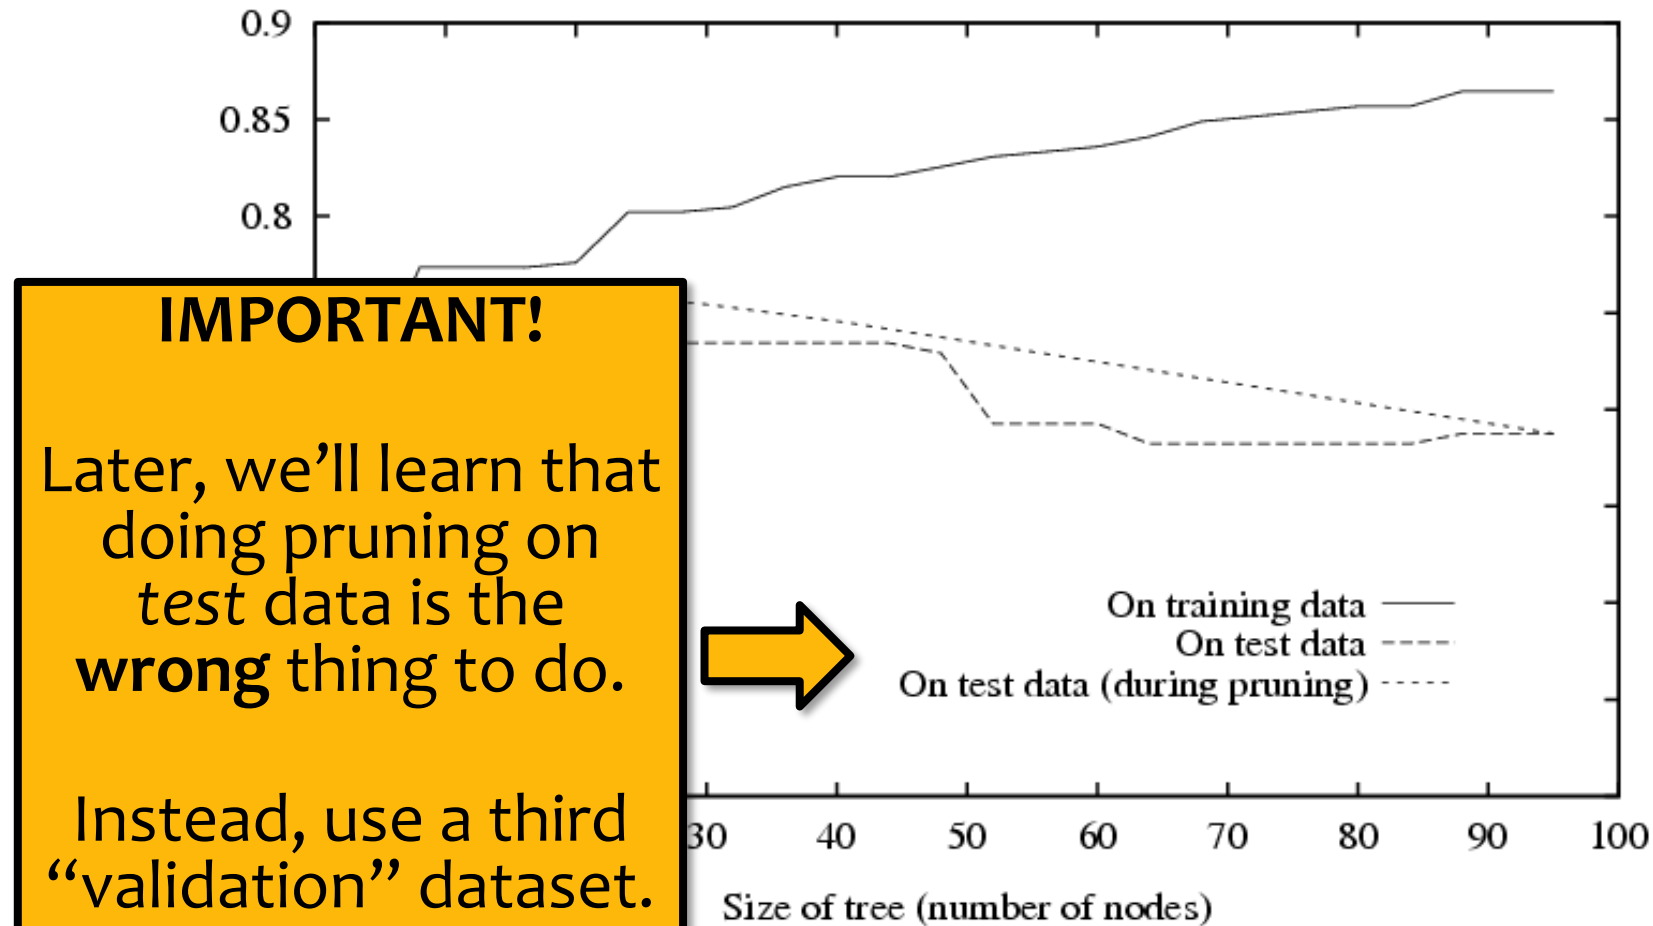 0.9
0.85
0.8
IMPORTANT!
Later, we’ll learn that
doing pruning on
test data is the
wrong thing to do.
Instead, use a third
“validation” dataset.
On training data
On test data
On test data (during pruning)
30 40 50 60 70 80 90 100
Size of tree (number of nodes)